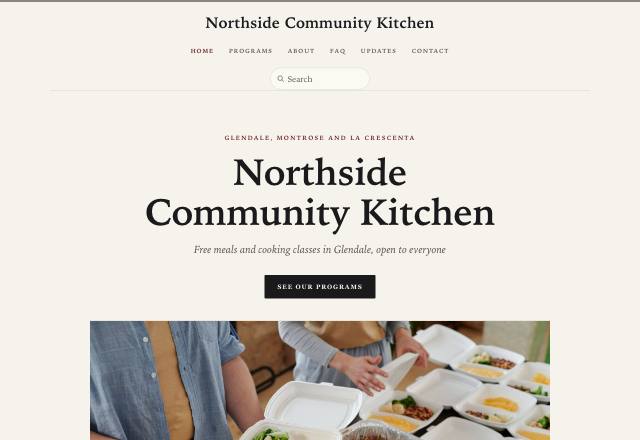 Northside Community Kitchen
HOME PROGRAMS ABOUT FAQ UPDATES CONTACT
Search
GLENDALE, MONTROSE AND LA CRESCENTA
Northside
Community Kitchen
Free meals and cooking classes in Glendale, open to everyone
SEE OUR PROGRAMS